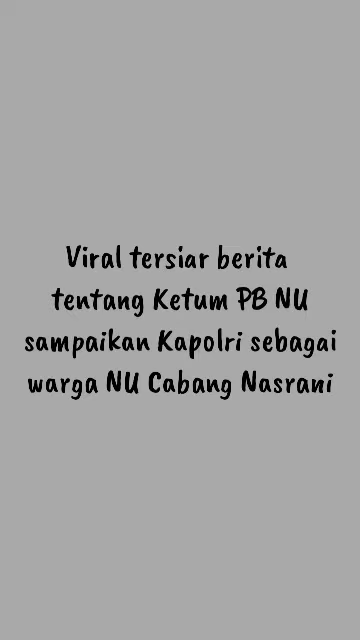 Viral tersiar berita
tentang Ketum PB NU
sampaikan Kapolri sebagai
warga NU Cabang Nasrani